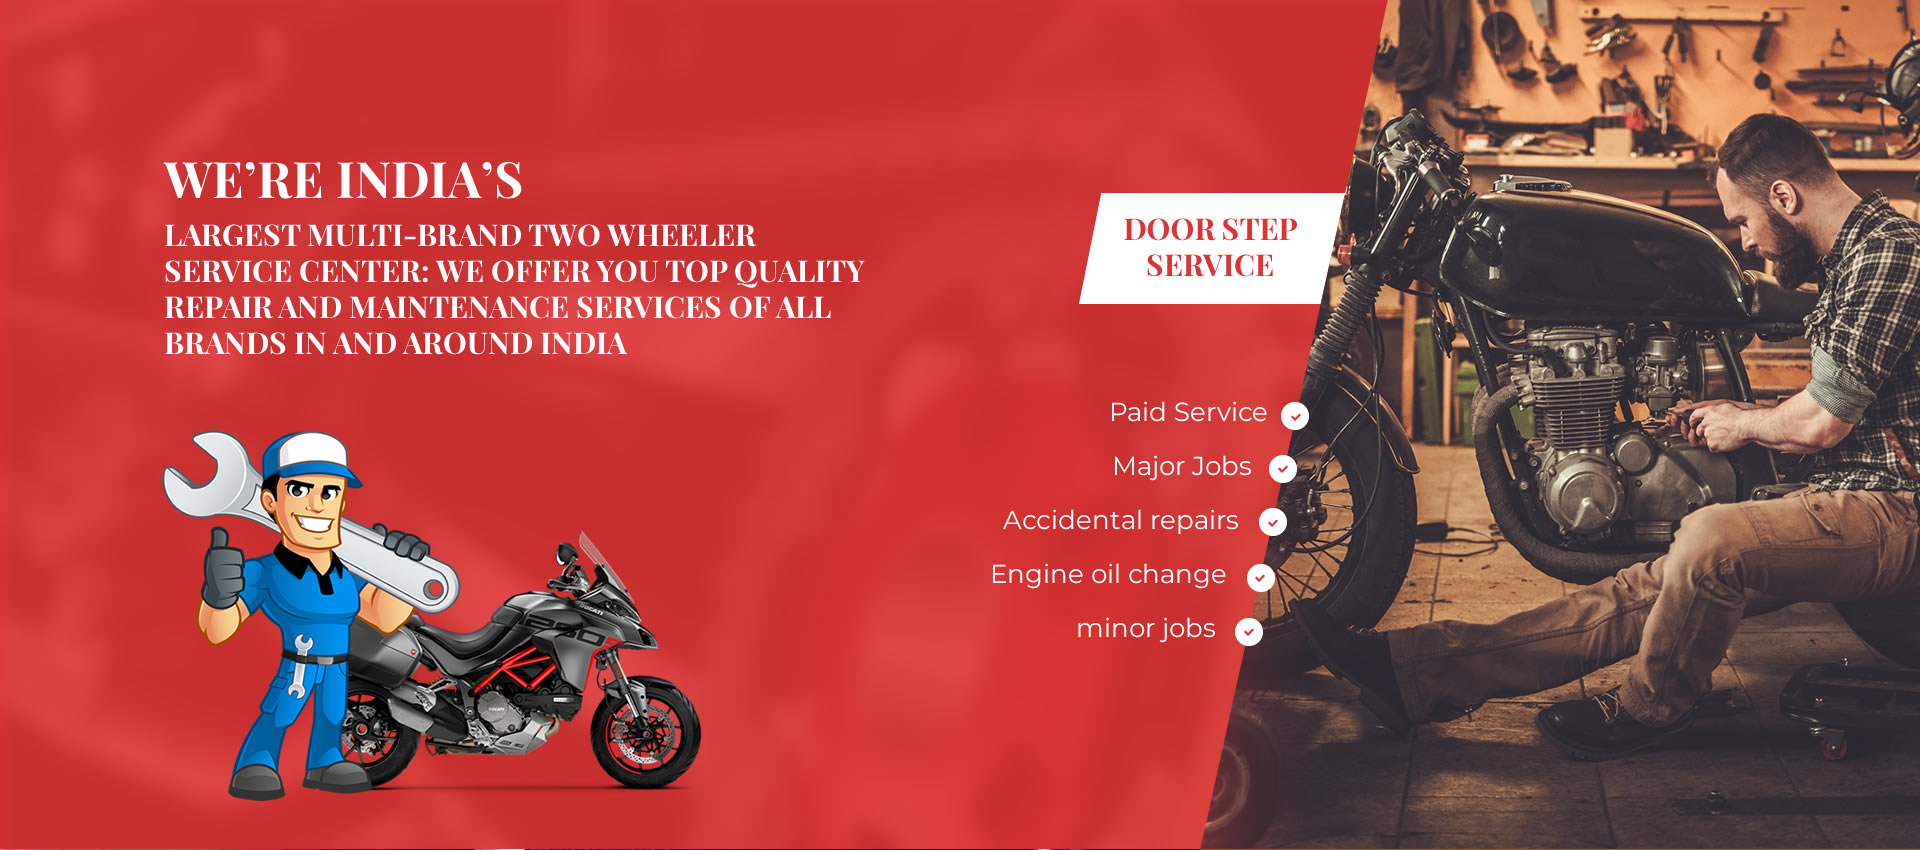 WE’RE INDIA’S
LARGEST MULTI-BRAND TWO WHEELER
SERVICE CENTER: WE OFFER YOU TOP QUALITY
REPAIR AND MAINTENANCE SERVICES OF ALL
BRANDS IN AND AROUND INDIA
DOOR STEP
SERVICE
Paid Service
Major Jobs
Accidental repairs
Engine oil change
minor jobs
DUCATI